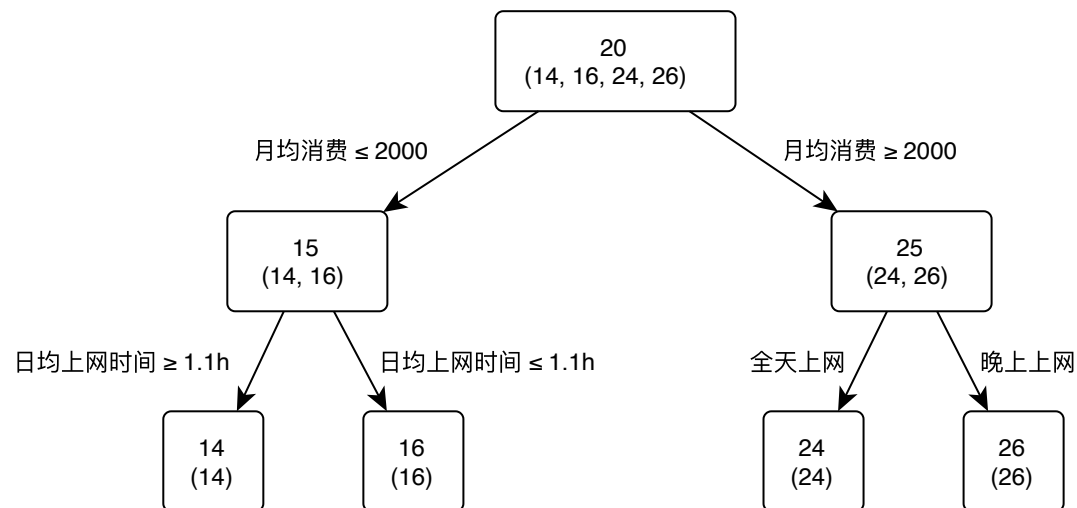 20
(14, 16, 24, 26)
月均消费 ≤ 2000
月均消费 ≥ 2000
15
(14, 16)
25
(24, 26)
日均上网时间 ≥ 1.1h
日均上网时间 ≤ 1.1h
全天上网
晚上上网
14
(14)
16
(16)
24
(24)
26
(26)